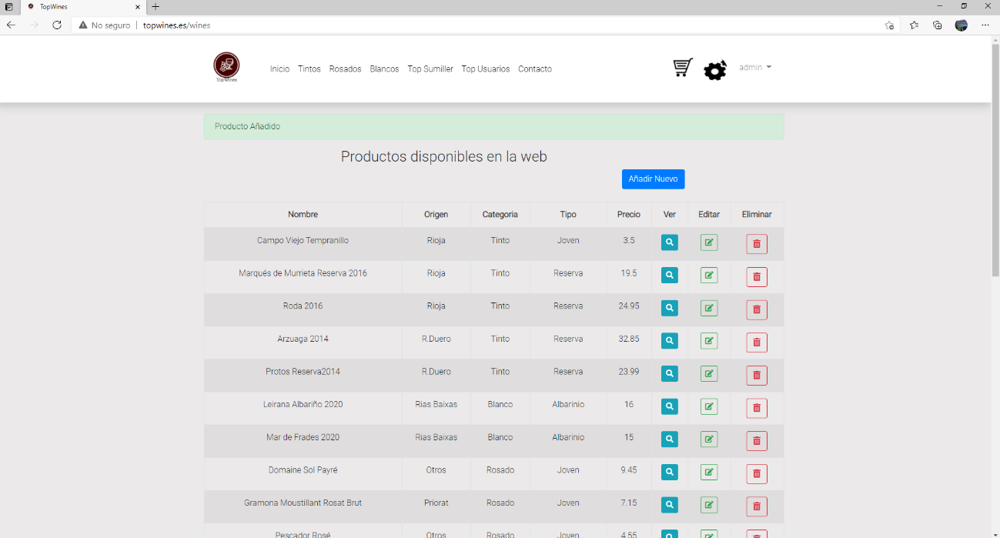 TopWines
No seguro | topwines.es/wines
TopWines
Inicio Tintos Rosados Blancos Top Sumiller Top Usuarios Contacto admin
Producto Añadido
Productos disponibles en la web
Añadir Nuevo
Nombre Origen Categoria Tipo Precio Ver Editar Eliminar
Campo Viejo Tempranillo Rioja Tinto Joven 3.5
Marqués de Murrieta Reserva 2016 Rioja Tinto Reserva 19.5
Roda 2016 Rioja Tinto Reserva 24.95
Arzuaga 2014 R.Duero Tinto Reserva 32.85
Protos Reserva2014 R.Duero Tinto Reserva 23.99
Leirana Albariño 2020 Rias Baixas Blanco Albarinio 16
Mar de Frades 2020 Rias Baixas Blanco Albarinio 15
Domaine Sol Payré Otros Rosado Joven 9.45
Gramona Moustillant Rosat Brut Priorat Rosado Joven 7.15
Pescador Rosé Otros Rosado Joven 4.55